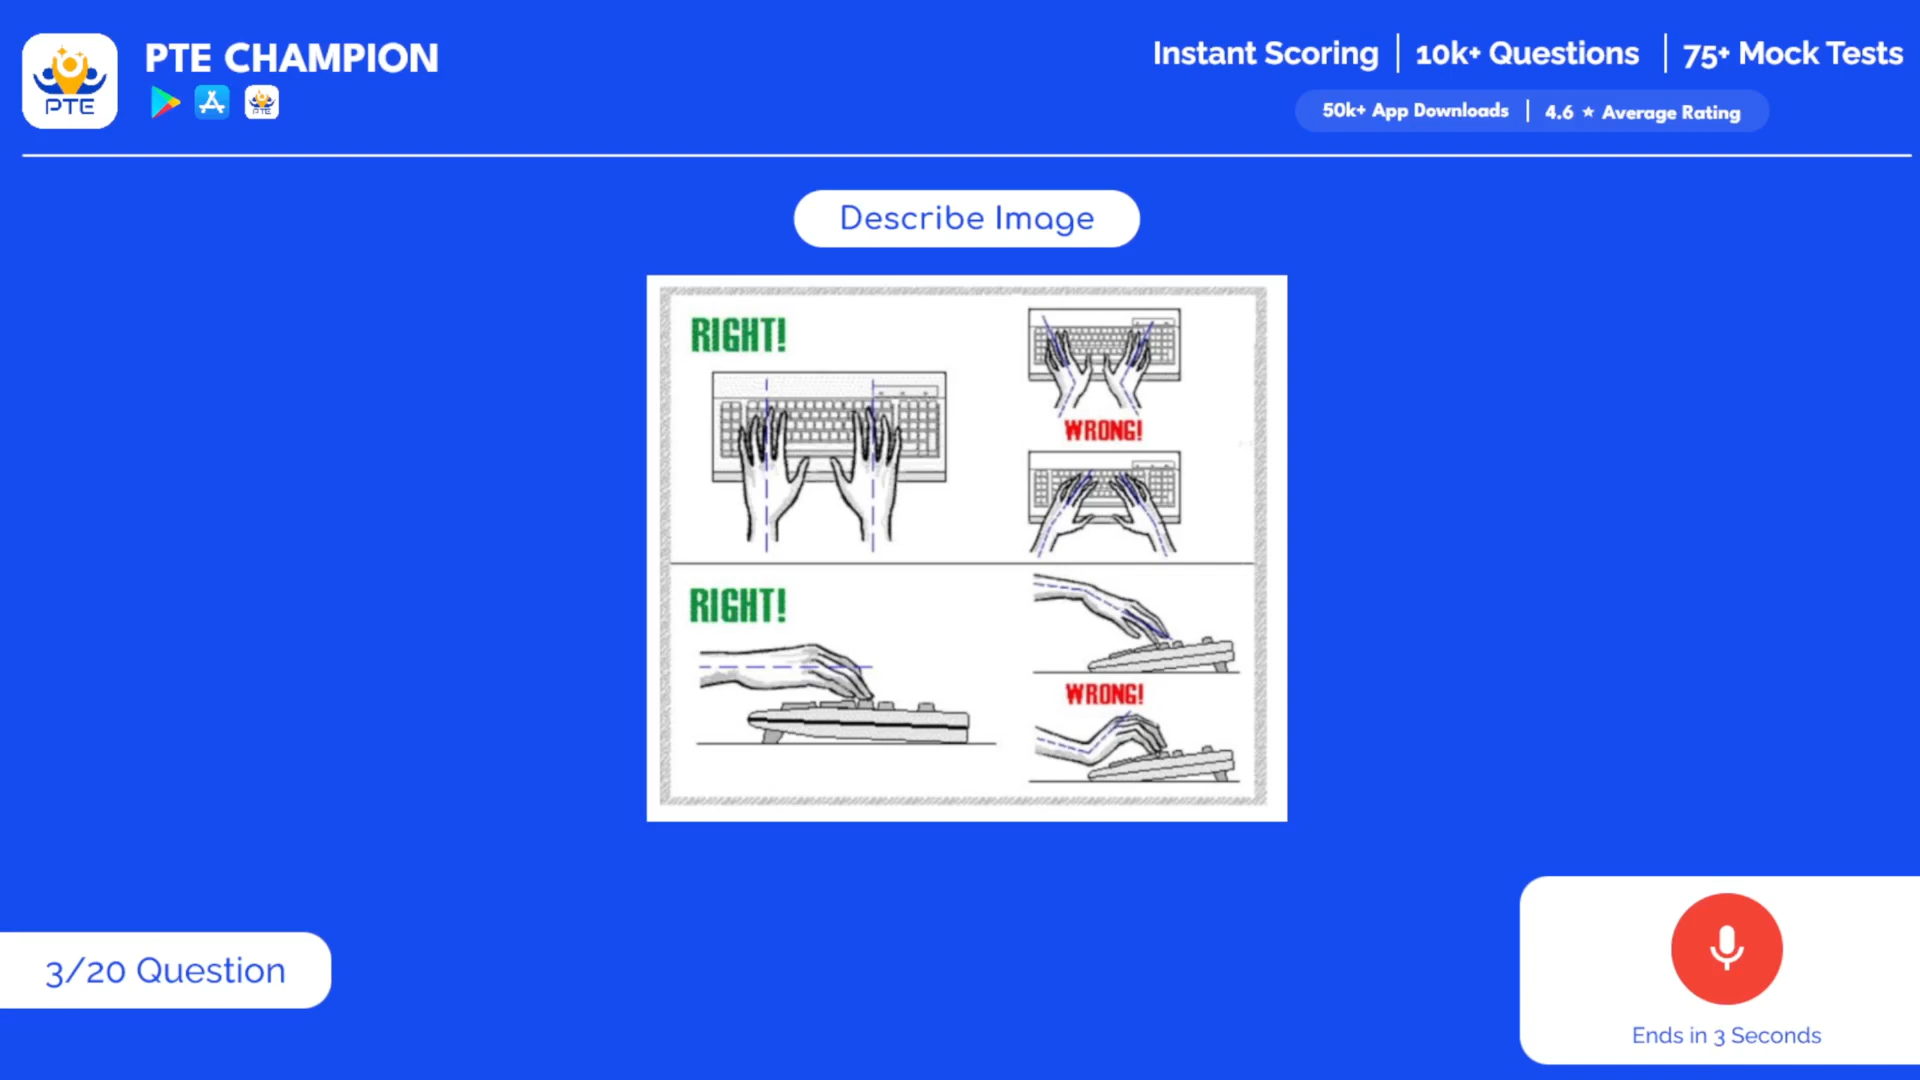 PTE CHAMPION
PTE
PTE
Instant Scoring | 10k+ Questions | 75+ Mock Tests
50k+ App Downloads | 4.6 ★ Average Rating
Describe Image
RIGHT!
WRONG!
RIGHT!
WRONG!
3/20 Question
Ends in 3 Seconds